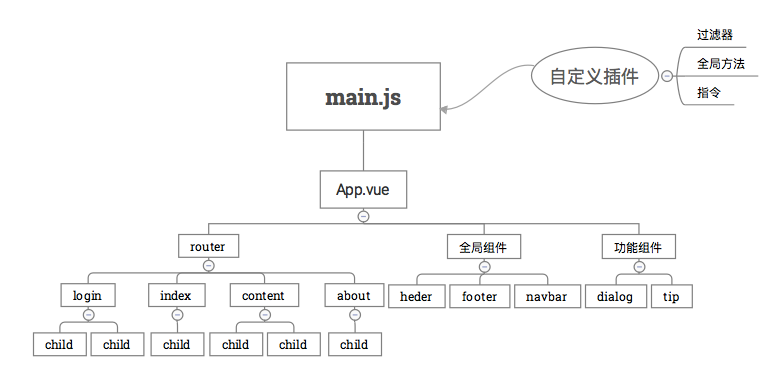 过滤器
全局方法
指令
自定义插件
main.js
App.vue
router
全局组件
功能组件
login
index
content
about
heder
footer
navbar
dialog
tip
child
child
child
child
child
child